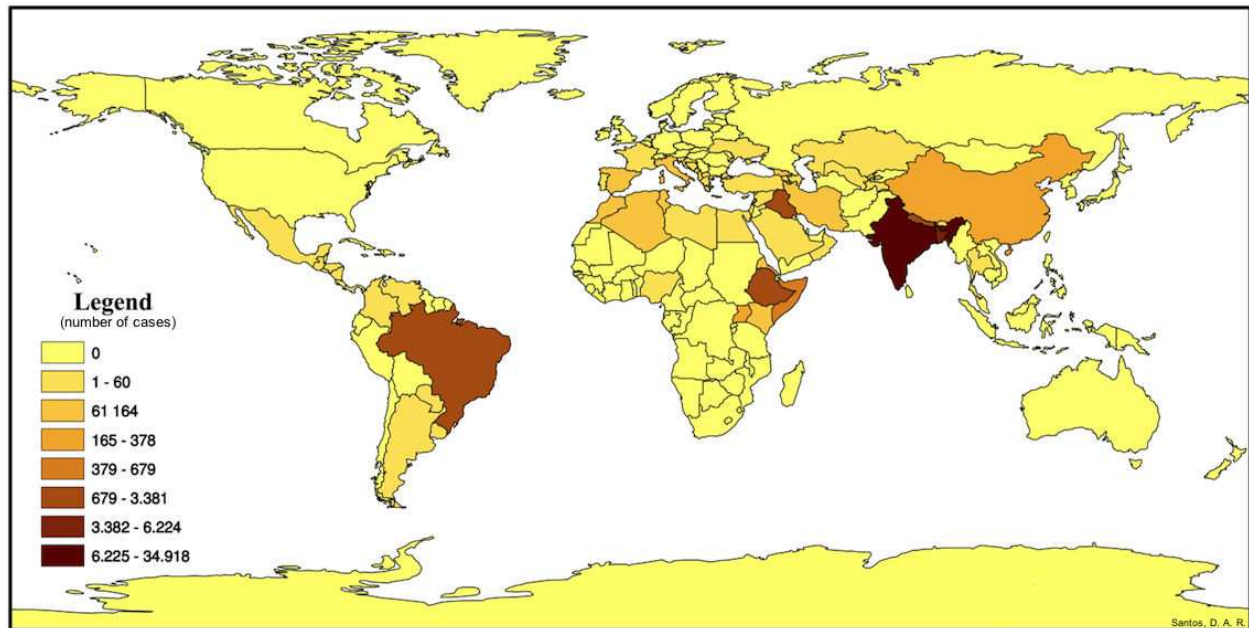 Legend
(number of cases)
0
1 - 60
61 164
165 - 378
379 - 679
679 - 3.381
3.382 - 6.224
6.225 - 34.918
Santos, D. A. R.